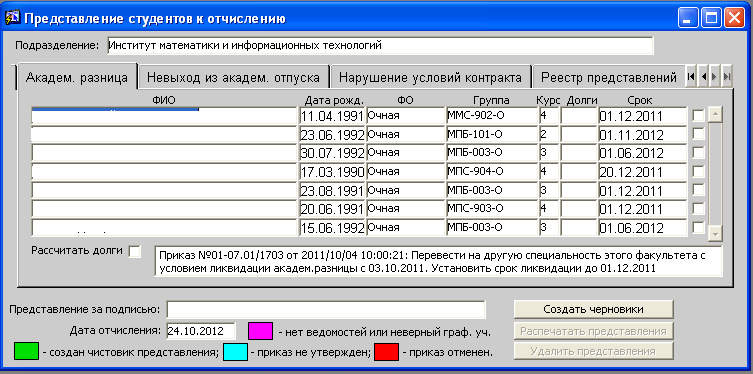 Представление студентов к отчислению
Подразделение: Институт математики и информационных технологий
Академ. разница Невыход из академ. отпуска Нарушение условий контракта Реестр представлений
ФИО Дата рожд. ФО Группа Курс Долги Срок
11.04.1991 Очная ММС-902-О 4 01.12.2011
23.06.1992 Очная МПБ-101-О 2 01.11.2012
30.07.1992 Очная МПБ-003-О 3 01.06.2012
17.03.1990 Очная МПС-904-О 4 20.12.2011
23.08.1991 Очная МПБ-003-О 3 01.12.2011
20.06.1991 Очная МПС-903-О 4 01.12.2011
15.06.1992 Очная МПБ-003-О 3 01.06.2012
Рассчитать долги
Приказ №01-07.01/1703 от 2011/10/04 10:00:21: Перевести на другую специальность этого факультета с
условием ликвидации академ.разницы с 03.10.2011. Установить срок ликвидации до 01.12.2011
Представление за подписью: Создать черновики
Дата отчисления: 24.10.2012 - нет ведомостей или неверный граф. уч. Распечатать представления
- создан чистовик представления; - приказ не утвержден; - приказ отменен. Удалить представления